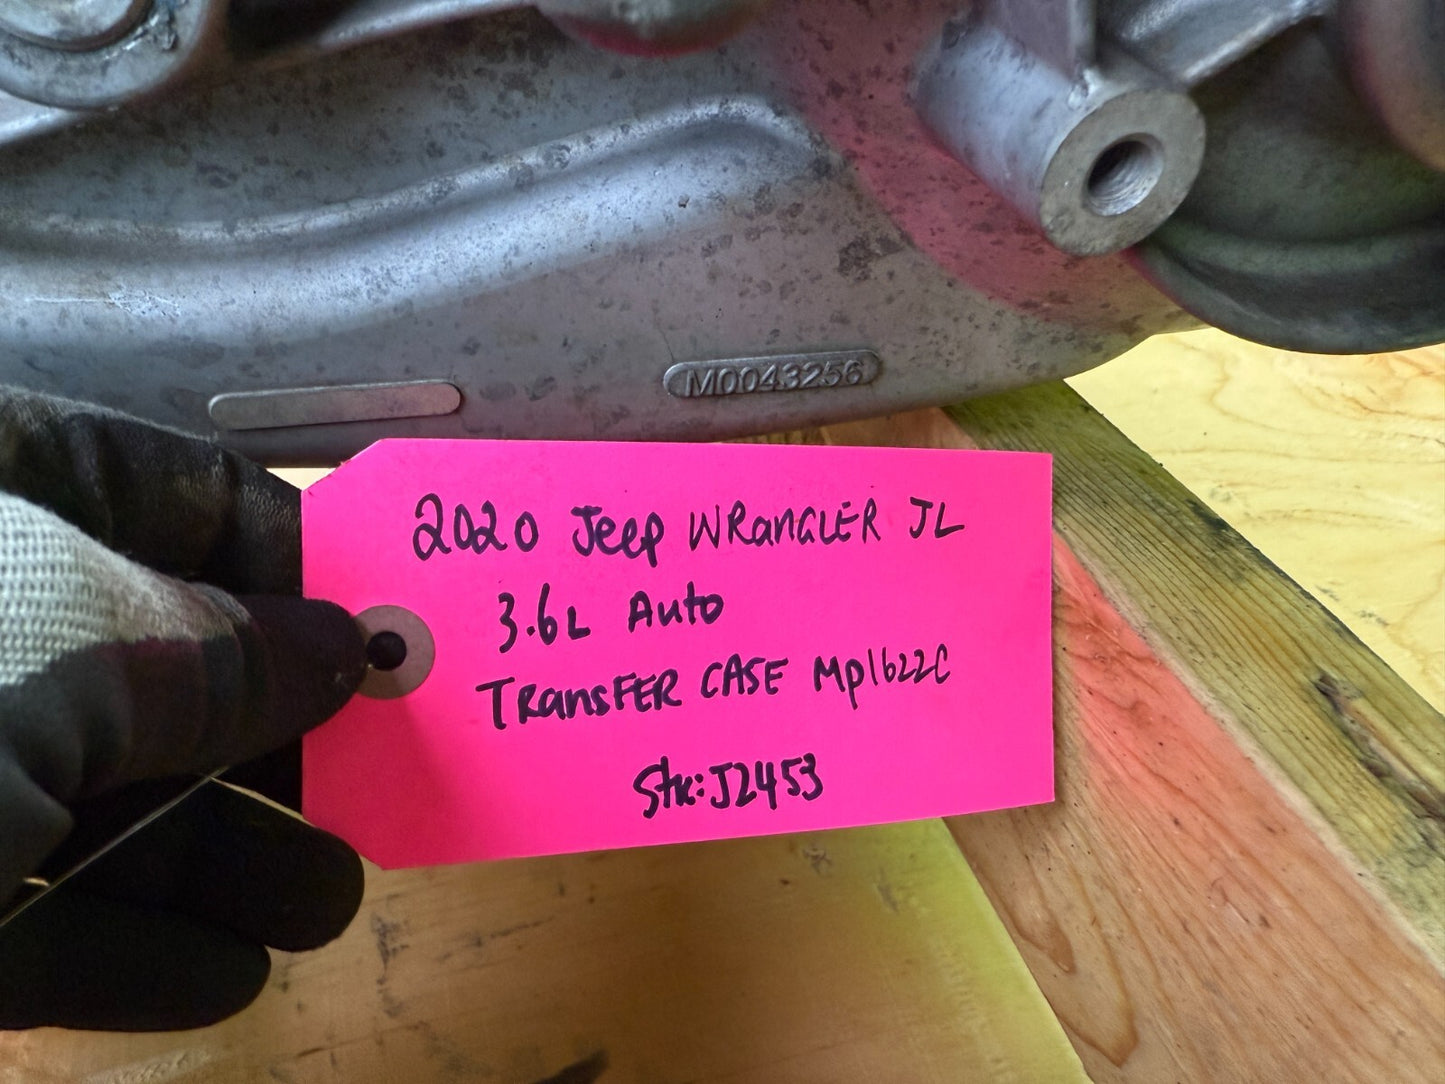 M0043256
2020 Jeep WRanGLER JL
3.6L Auto
TRansFER CASE Mp1622C
Stk:J2453